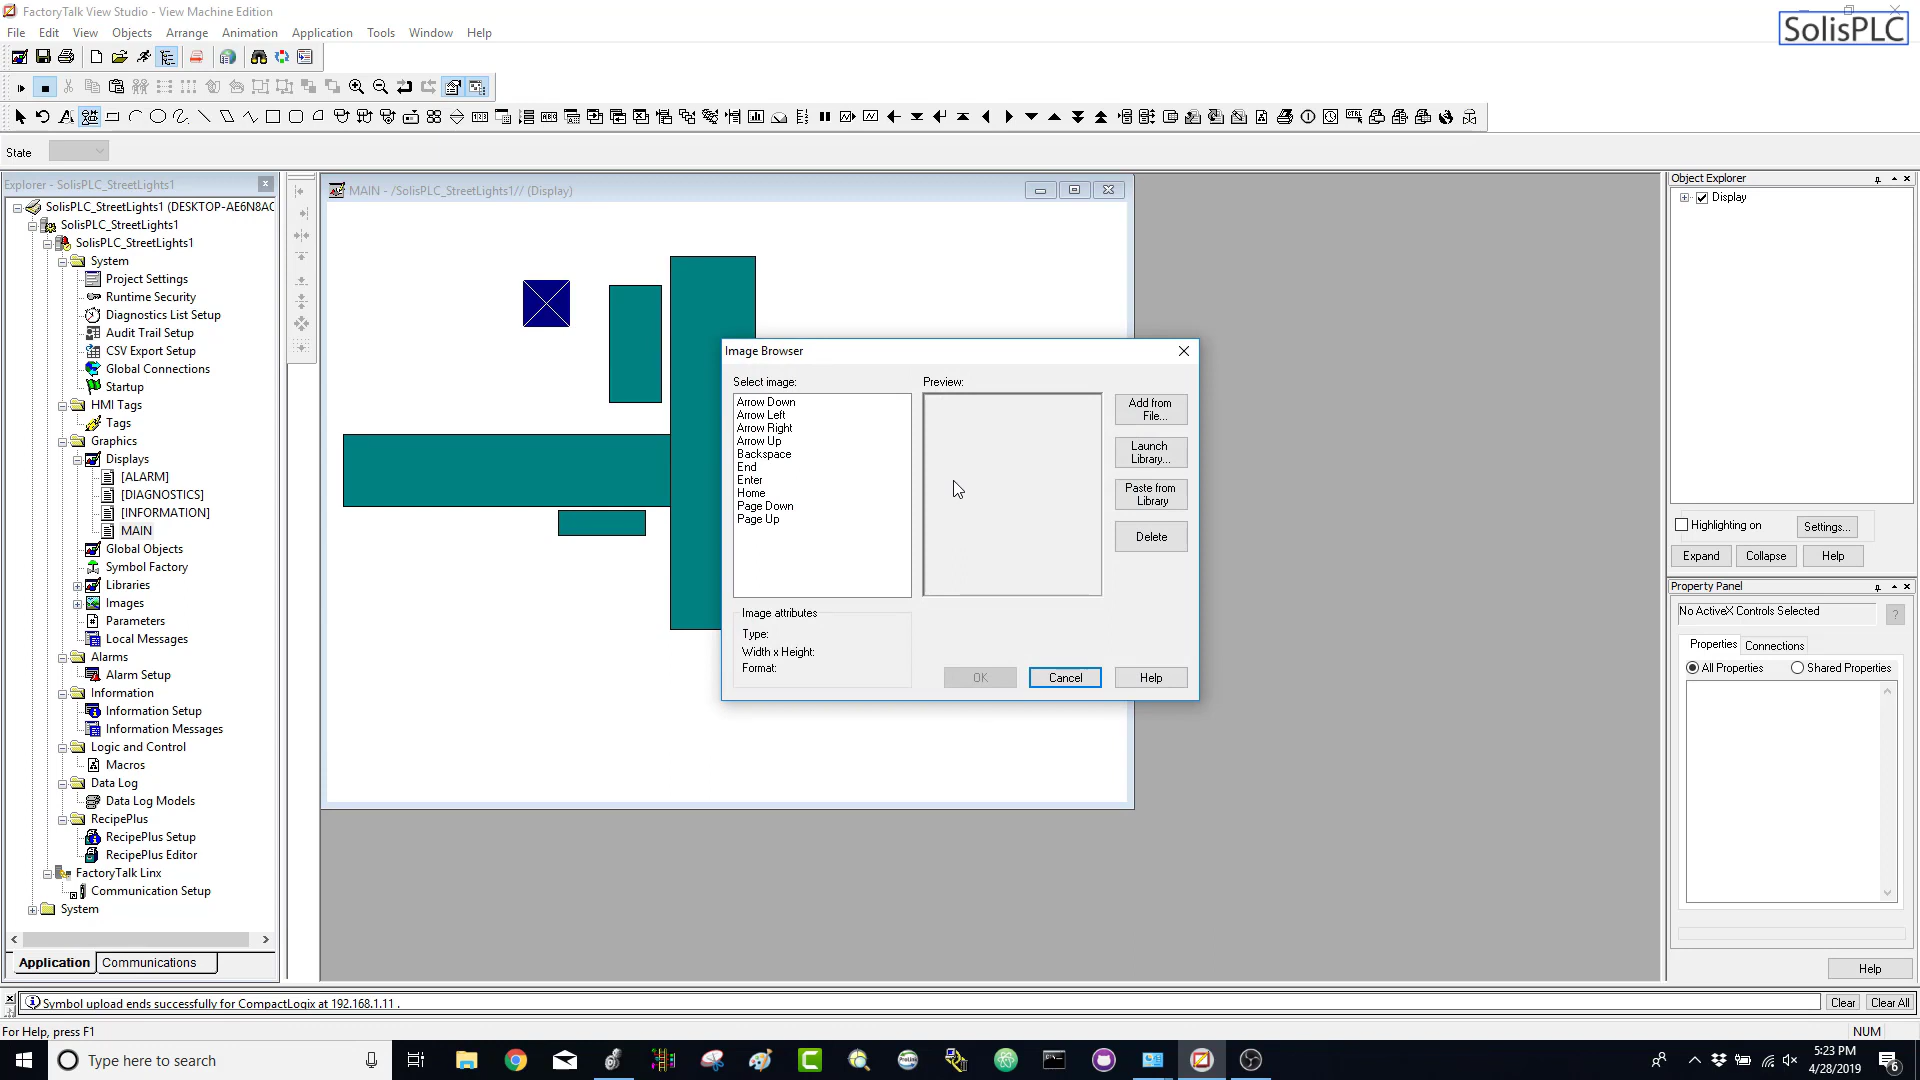 FactoryTalk View Studio - View Machine Edition
SolisPLC
File Edit View Objects Arrange Animation Application Tools Window Help
State
Explorer - SolisPLC_StreetLights1
SolisPLC_StreetLights1 (DESKTOP-AE6N8AC
SolisPLC_StreetLights1
SolisPLC_StreetLights1
System
Project Settings
Runtime Security
Diagnostics List Setup
Audit Trail Setup
CSV Export Setup
Global Connections
Startup
HMI Tags
Tags
Graphics
Displays
[ALARM]
[DIAGNOSTICS]
[INFORMATION]
MAIN
Global Objects
Symbol Factory
Libraries
Images
Parameters
Local Messages
Alarms
Alarm Setup
Information
Information Setup
Information Messages
Logic and Control
Macros
Data Log
Data Log Models
RecipePlus
RecipePlus Setup
RecipePlus Editor
FactoryTalk Linx
Communication Setup
System
Application Communications
MAIN - /SolisPLC_StreetLights1// (Display)
Image Browser
Select image:
Arrow Down
Arrow Left
Arrow Right
Arrow Up
Backspace
End
Enter
Home
Page Down
Page Up
Preview:
Add from
File...
Launch
Library...
Paste from
Library
Delete
Image attributes
Type:
Width x Height:
Format:
OK Cancel Help
Object Explorer
Display
Highlighting on Settings...
Expand Collapse Help
Property Panel
No ActiveX Controls Selected ?
Properties Connections
All Properties Shared Properties
Help
Symbol upload ends successfully for CompactLogix at 192.168.1.11 .
Clear Clear All
For Help, press F1
NUM
Type here to search
5:23 PM
4/28/2019
6